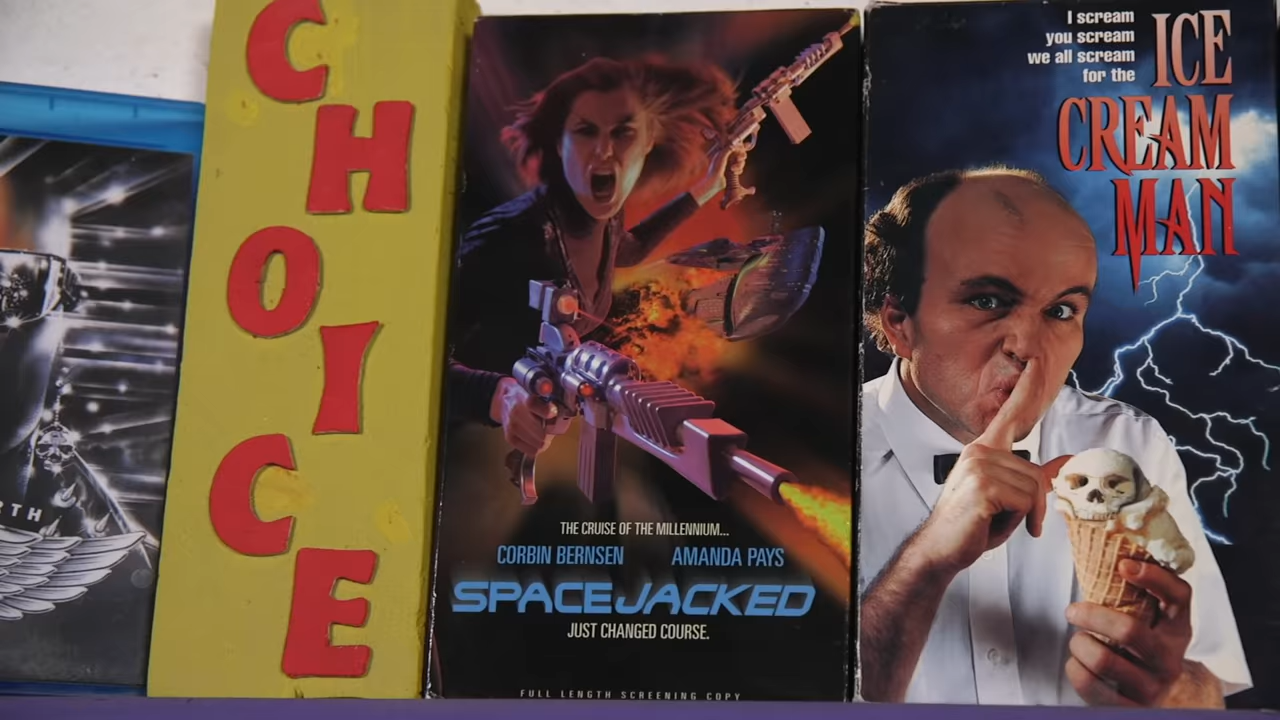 RTH
CHOICE
THE CRUISE OF THE MILLENNIUM...
CORBIN BERNSEN AMANDA PAYS
SPACEJACKED
JUST CHANGED COURSE.
FULL LENGTH SCREENING COPY
I scream
you scream
we all scream
for the
ICE
CREAM
MAN